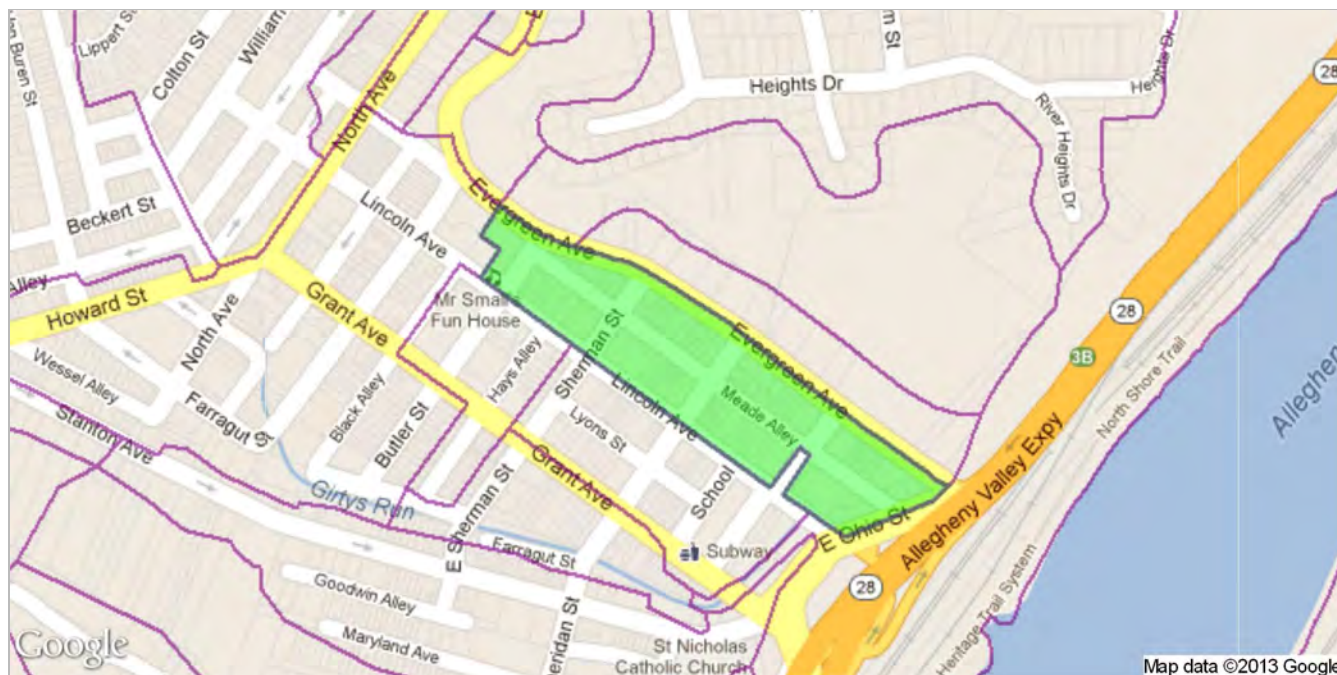 Lippert St
Colton St
William
North Ave
Heights Dr
Heights Dr
River Heights Dr
28
an Buren St
Beckert St
Alley
Howard St
Lincoln Ave
Evergreen Ave
Mr Smalls
Fun House
Grant Ave
North Ave
Wessel Alley
Farragut St
Black Alley
Butler St
Hays Alley
Sherman St
Lyons St
Lincoln Ave
Evergreen Ave
Meade Alley
28
3B
North Shore Trail
Stanton Ave
Girtys Run
E Sherman St
Grant Ave
School
Subway
E Ohio St
Allegheny Valley Expy
28
Farragut St
Goodwin Alley
Maryland Ave
eridan St
St Nicholas
Catholic Church
Heritage Trail System
Allegheny
Google
Map data ©2013 Google